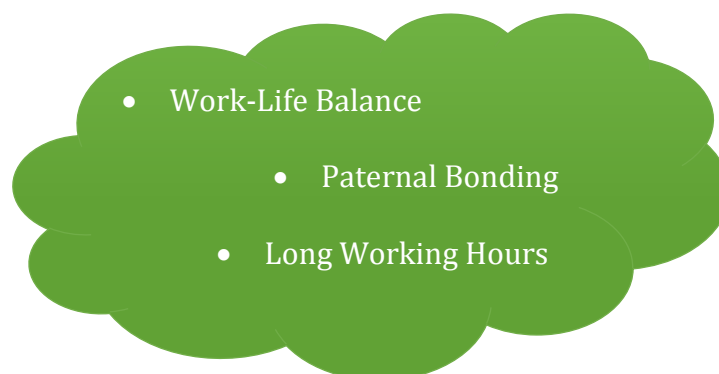 • Work-Life Balance
• Paternal Bonding
• Long Working Hours